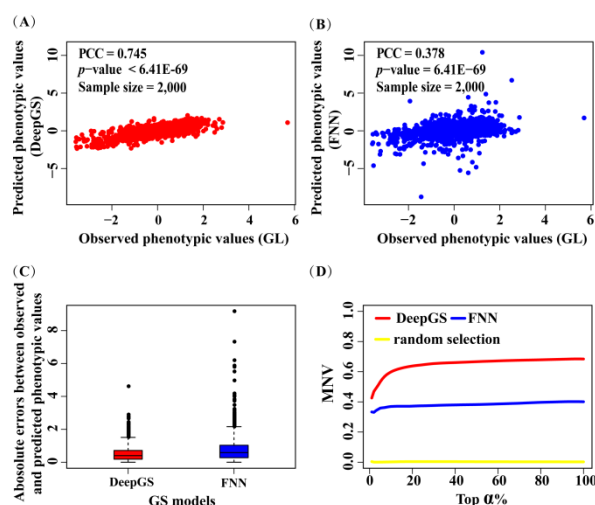 (A)
PCC = 0.745
p-value < 6.41E-69
Sample size = 2,000
Predicted phenotypic values
(DeepGS)
10
5
0
−5
−2
0
2
4
6
Observed phenotypic values (GL)
(B)
PCC = 0.378
p-value = 6.41E−69
Sample size = 2,000
Predicted phenotypic values
(FNN)
10
5
0
−5
−2
0
2
4
6
Observed phenotypic values (GL)
(C)
Abosolute errors between observed
and predicted phenotypic values
8
6
4
2
0
DeepGS
FNN
GS models
(D)
DeepGS
FNN
random selection
MNV
1.0
0.8
0.6
0.4
0.2
0.0
0
20
40
60
80
100
Top α%